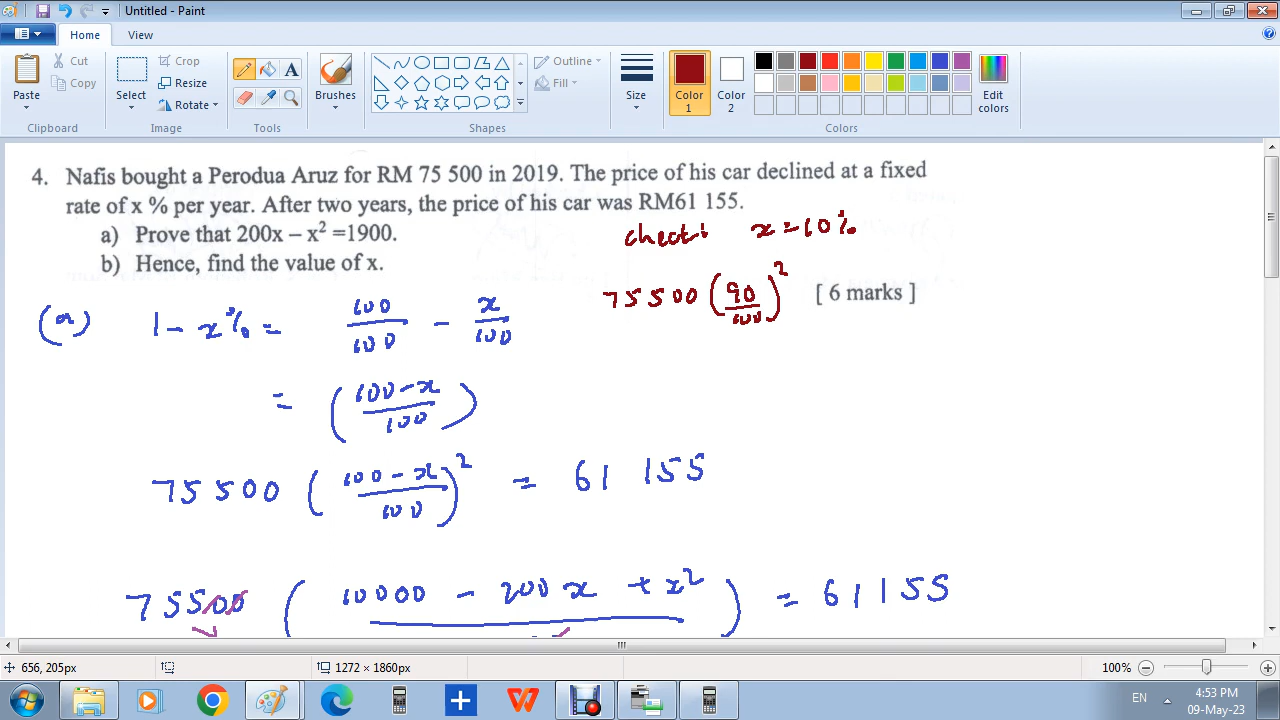 Untitled - Paint
Home
View
Paste
Cut
Copy
Clipboard
Select
Crop
Resize
Rotate
Image
A
Tools
Brushes
Outline
Fill
Shapes
Size
Color 1
Color 2
Edit colors
Colors
4. Nafis bought a Perodua Aruz for RM 75 500 in 2019. The price of his car declined at a fixed
rate of x % per year. After two years, the price of his car was RM61 155.
a) Prove that 200x – x² =1900.
b) Hence, find the value of x.
x = 10%
75500 (90/100)²
[ 6 marks ]
(a) 1 - x% = 100/100 - x/100
= (100 - x/100)
75500 (100 - x/100)² = 61 155
75500 (10000 - 200x + x²) = 61155
656, 205px
1272 × 1860px
100%
EN
4:53 PM
09-May-23